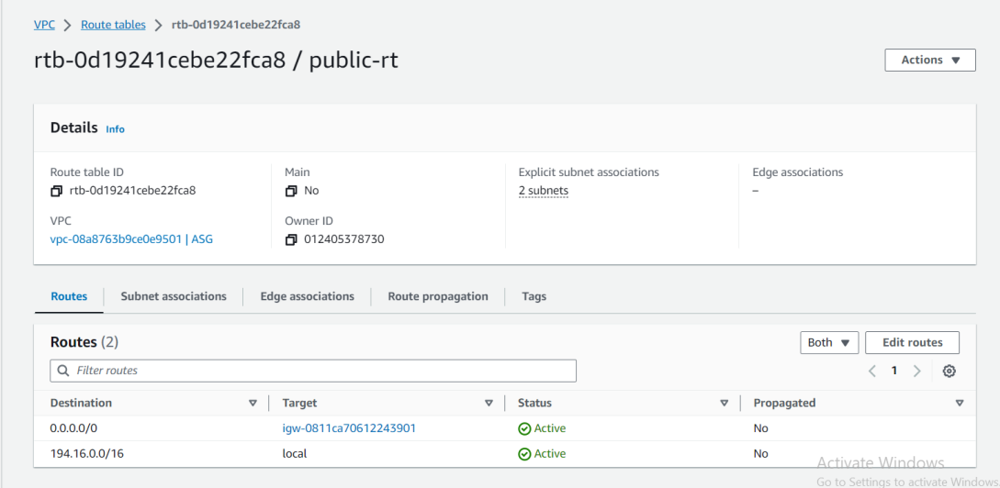 VPC > Route tables > rtb-0d19241cebe22fca8
rtb-0d19241cebe22fca8 / public-rt
Actions
Details Info
Route table ID
rtb-0d19241cebe22fca8
Main
No
Explicit subnet associations
2 subnets
Edge associations
–
VPC
vpc-08a8763b9ce0e9501 | ASG
Owner ID
012405378730
Routes Subnet associations Edge associations Route propagation Tags
Routes (2)
Both Edit routes
Filter routes
< 1 >
Destination Target Status Propagated
0.0.0.0/0 igw-0811ca70612243901 Active No
194.16.0.0/16 local Active No
Activate Windows
Go to Settings to activate Windows